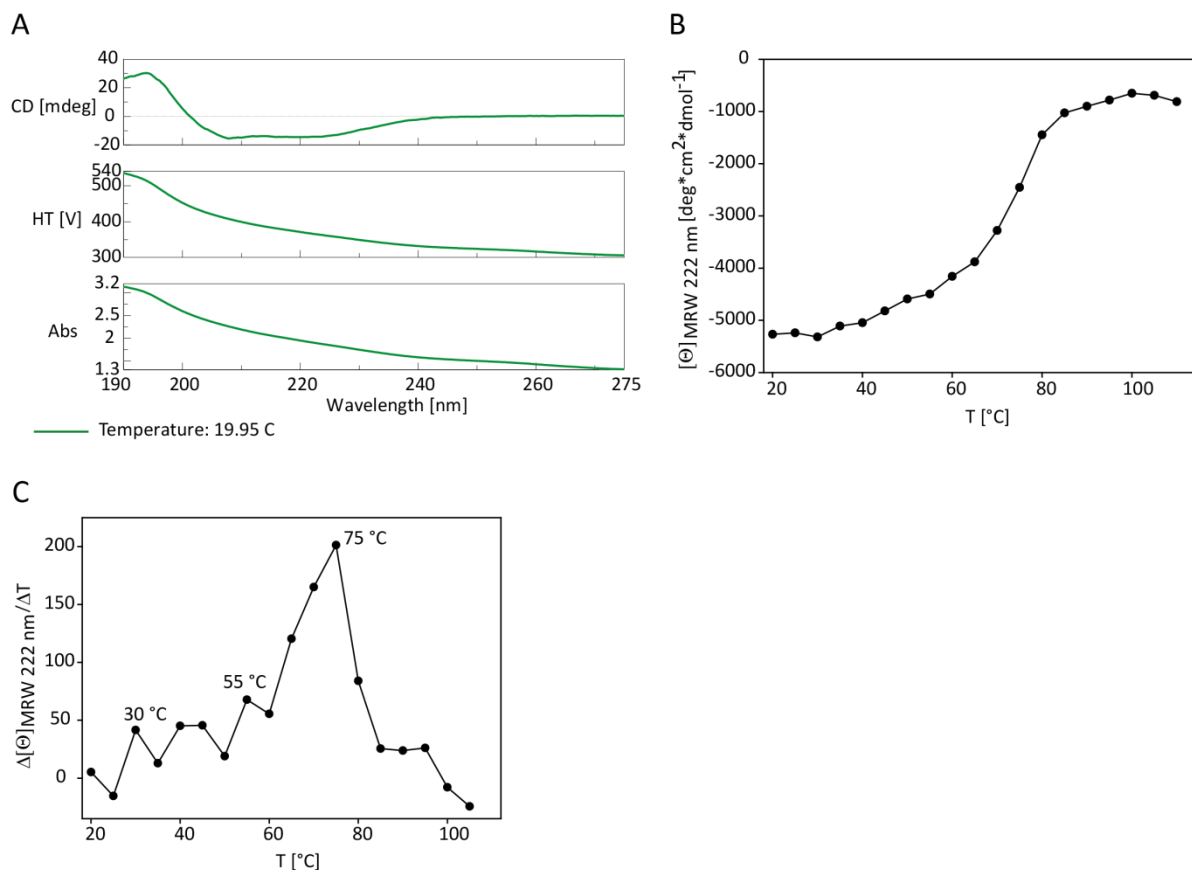 A
40
20
0
-20
CD [mdeg]
540
500
400
300
HT [V]
3.2
2.5
2
1.3
Abs
190 200 220 240 260 275
Wavelength [nm]
Temperature: 19.95 C
B
0
-1000
-2000
-3000
-4000
-5000
-6000
[Θ]MRW 222 nm [deg*cm²*dmol⁻¹]
20 40 60 80 100
T [°C]
C
200
150
100
50
0
Δ[Θ]MRW 222 nm/ΔT
75 °C
55 °C
30 °C
20 40 60 80 100
T [°C]